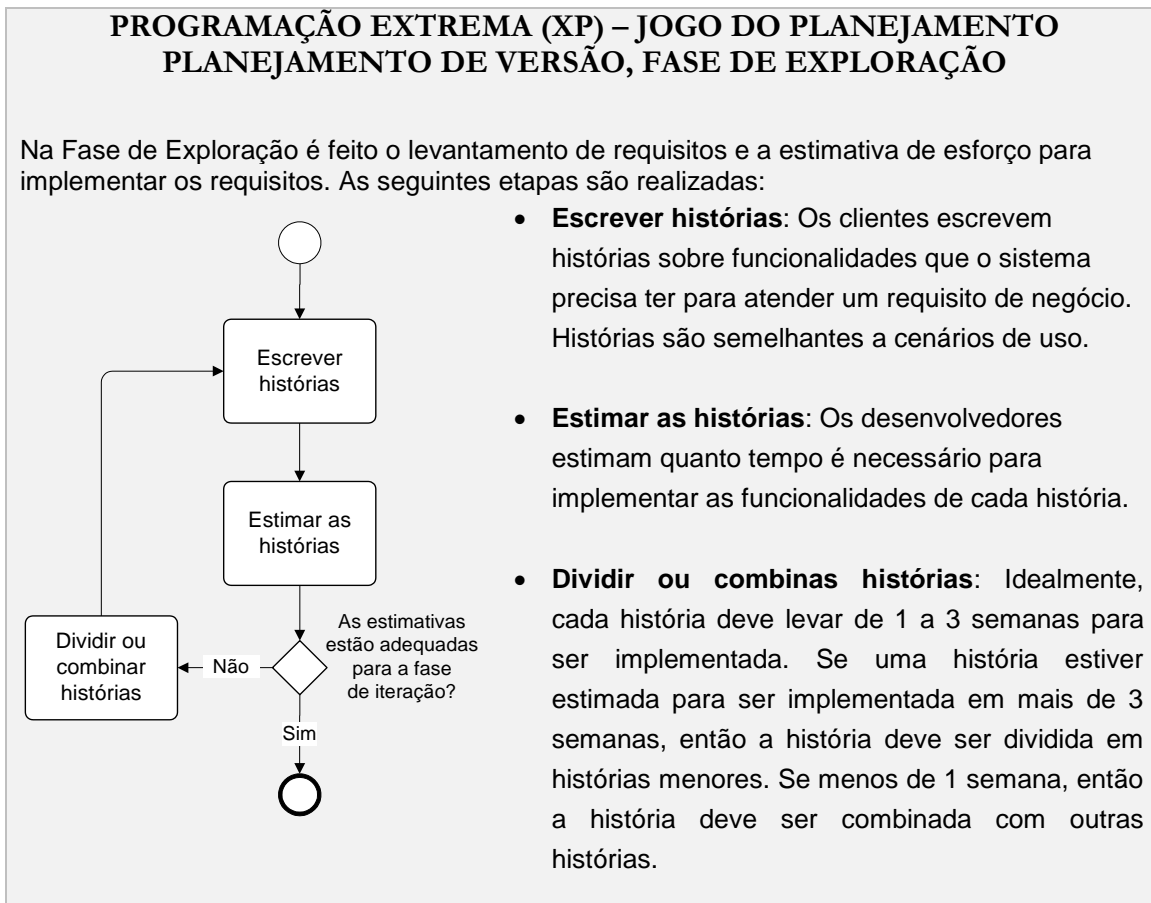 PROGRAMAÇÃO EXTREMA (XP) – JOGO DO PLANEJAMENTO
PLANEJAMENTO DE VERSÃO, FASE DE EXPLORAÇÃO
Na Fase de Exploração é feito o levantamento de requisitos e a estimativa de esforço para
implementar os requisitos. As seguintes etapas são realizadas:
Escrever
histórias
Estimar as
histórias
As estimativas
estão adequadas
para a fase
de iteração?
Não
Dividir ou
combinar
histórias
Sim
• Escrever histórias: Os clientes escrevem
histórias sobre funcionalidades que o sistema
precisa ter para atender um requisito de negócio.
Histórias são semelhantes a cenários de uso.
• Estimar as histórias: Os desenvolvedores
estimam quanto tempo é necessário para
implementar as funcionalidades de cada história.
• Dividir ou combinas histórias: Idealmente,
cada história deve levar de 1 a 3 semanas para
ser implementada. Se uma história estiver
estimada para ser implementada em mais de 3
semanas, então a história deve ser dividida em
histórias menores. Se menos de 1 semana, então
a história deve ser combinada com outras
histórias.